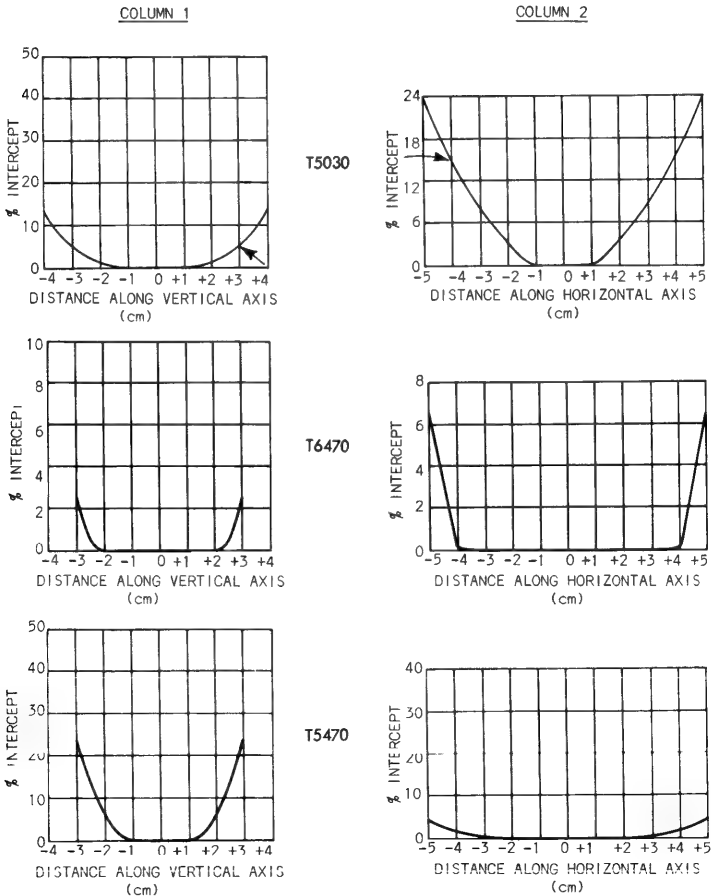 COLUMN 1
50
40
30
20
10
0
% INTERCEPT
-4 -3 -2 -1 0 +1 +2 +3 +4
DISTANCE ALONG VERTICAL AXIS
(cm)
T5030
COLUMN 2
24
18
12
6
0
% INTERCEPT
-5 -4 -3 -2 -1 0 +1 +2 +3 +4 +5
DISTANCE ALONG HORIZONTAL AXIS
(cm)
10
8
6
4
2
0
% INTERCEPT
-4 -3 -2 -1 0 +1 +2 +3 +4
DISTANCE ALONG VERTICAL AXIS
(cm)
T6470
8
6
4
2
0
% INTERCEPT
-5 -4 -3 -2 -1 0 +1 +2 +3 +4 +5
DISTANCE ALONG HORIZONTAL AXIS
(cm)
50
40
30
20
10
0
% INTERCEPT
-4 -3 -2 -1 0 +1 +2 +3 +4
DISTANCE ALONG VERTICAL AXIS
(cm)
T5470
40
30
20
10
0
% INTERCEPT
-5 -4 -3 -2 -1 0 +1 +2 +3 +4 +5
DISTANCE ALONG HORIZONTAL AXIS
(cm)